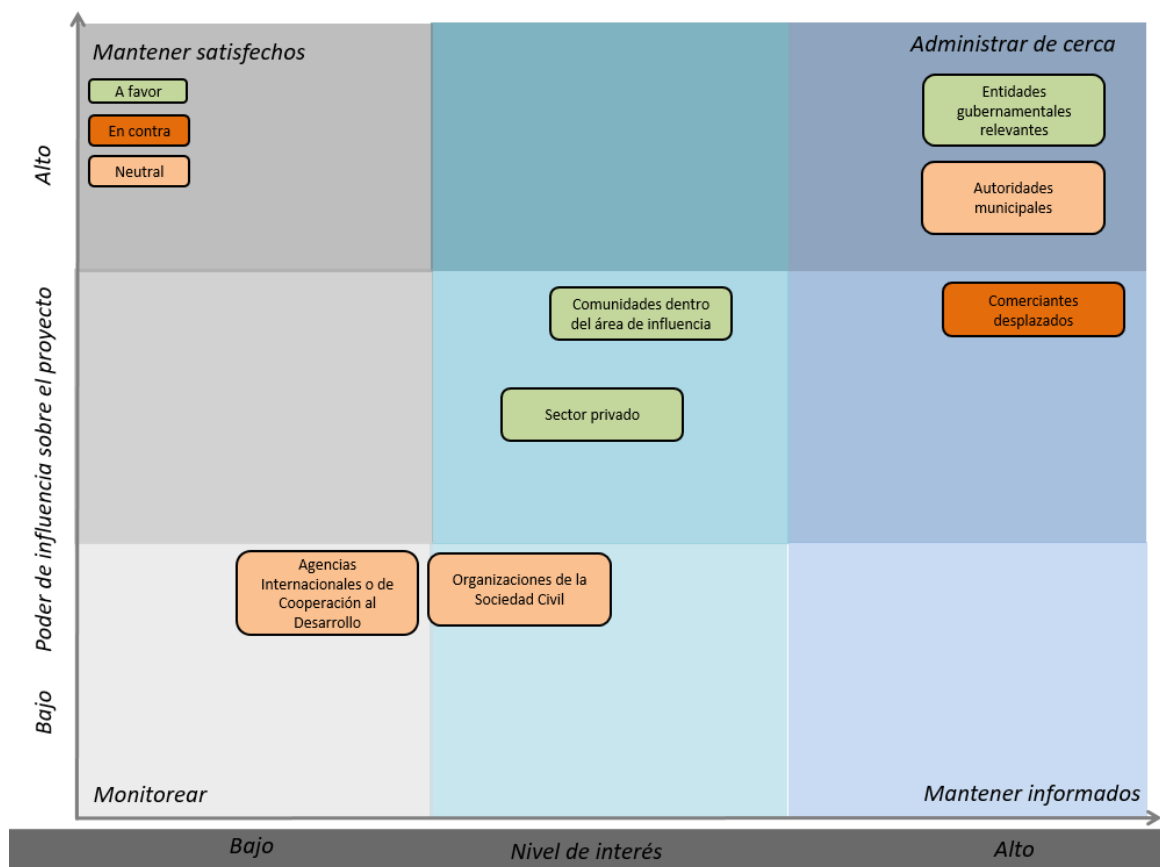 Mantener satisfechos
A favor
En contra
Neutral
Administrar de cerca
Entidades
gubernamentales
relevantes
Autoridades
municipales
Alto
Poder de influencia sobre el proyecto
Bajo
Comunidades dentro
del área de influencia
Comerciantes
desplazados
Sector privado
Agencias
Internacionales o de
Cooperación al
Desarrollo
Organizaciones de la
Sociedad Civil
Monitorear
Mantener informados
Bajo
Nivel de interés
Alto